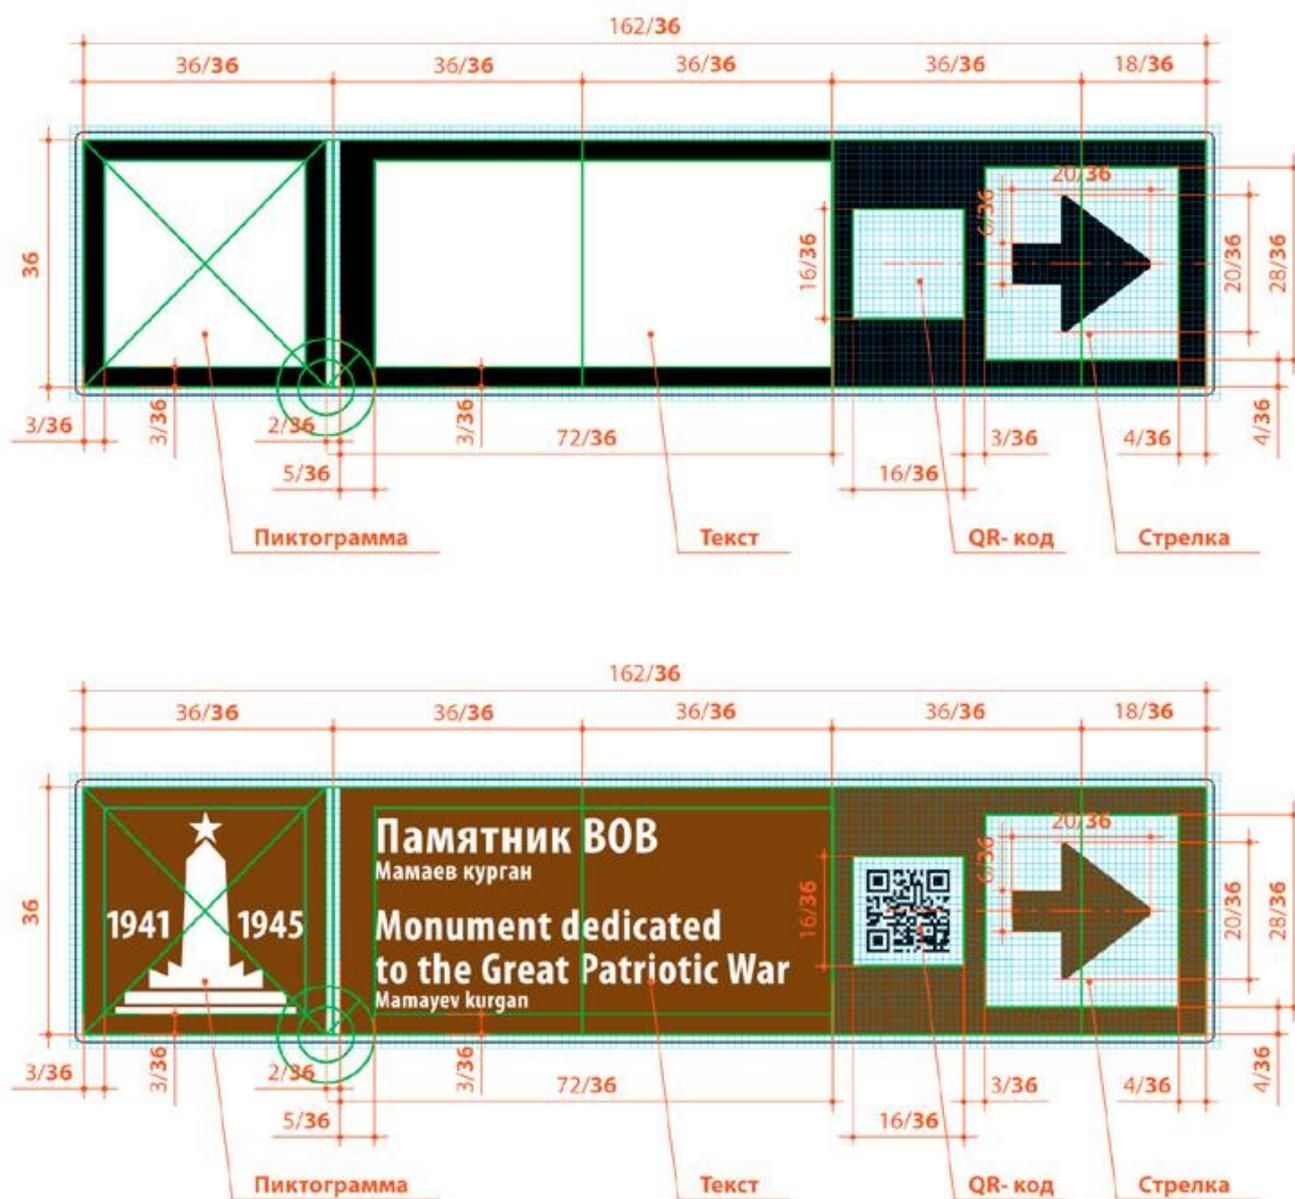 162/36
36/36 36/36 36/36 36/36 18/36
20/36
6/36
36 16/36 20/36 28/36
3/36 3/36 2/36 3/36 72/36 3/36 4/36 4/36
5/36 16/36
Пиктограмма Текст QR- код Стрелка
162/36
36/36 36/36 36/36 36/36 18/36
20/36
6/36
Памятник ВОВ
Мамаев курган
36 1941 1945 16/36 20/36 28/36
Monument dedicated
to the Great Patriotic War
Mamayev kurgan
3/36 3/36 2/36 3/36 72/36 3/36 4/36 4/36
5/36 16/36
Пиктограмма Текст QR- код Стрелка